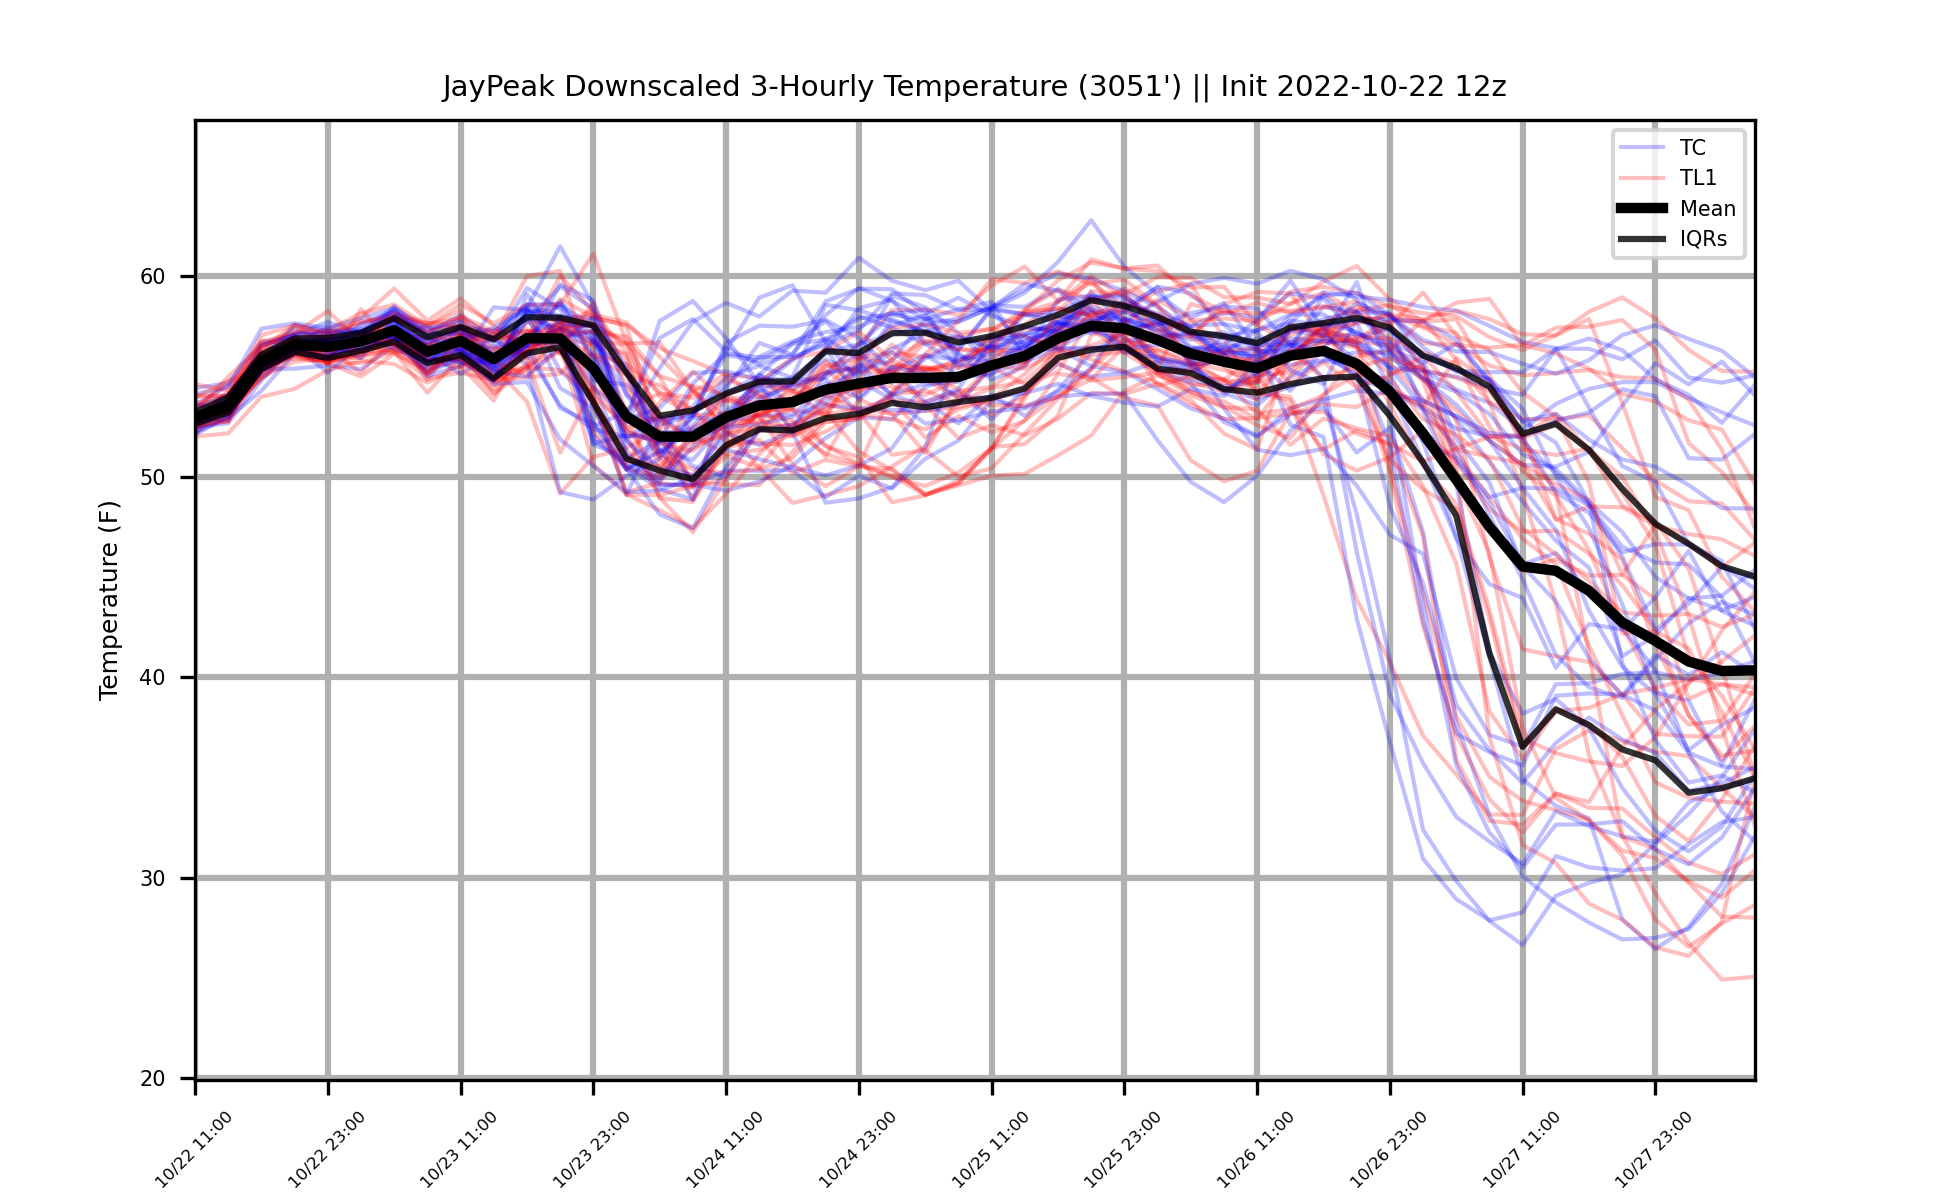 JayPeak Downscaled 3-Hourly Temperature (3051') || Init 2022-10-22 12z
TC
TL1
Mean
IQRs
Temperature (F)
60
50
40
30
20
10/22 11:00
10/22 23:00
10/23 11:00
10/23 23:00
10/24 11:00
10/24 23:00
10/25 11:00
10/25 23:00
10/26 11:00
10/26 23:00
10/27 11:00
10/27 23:00